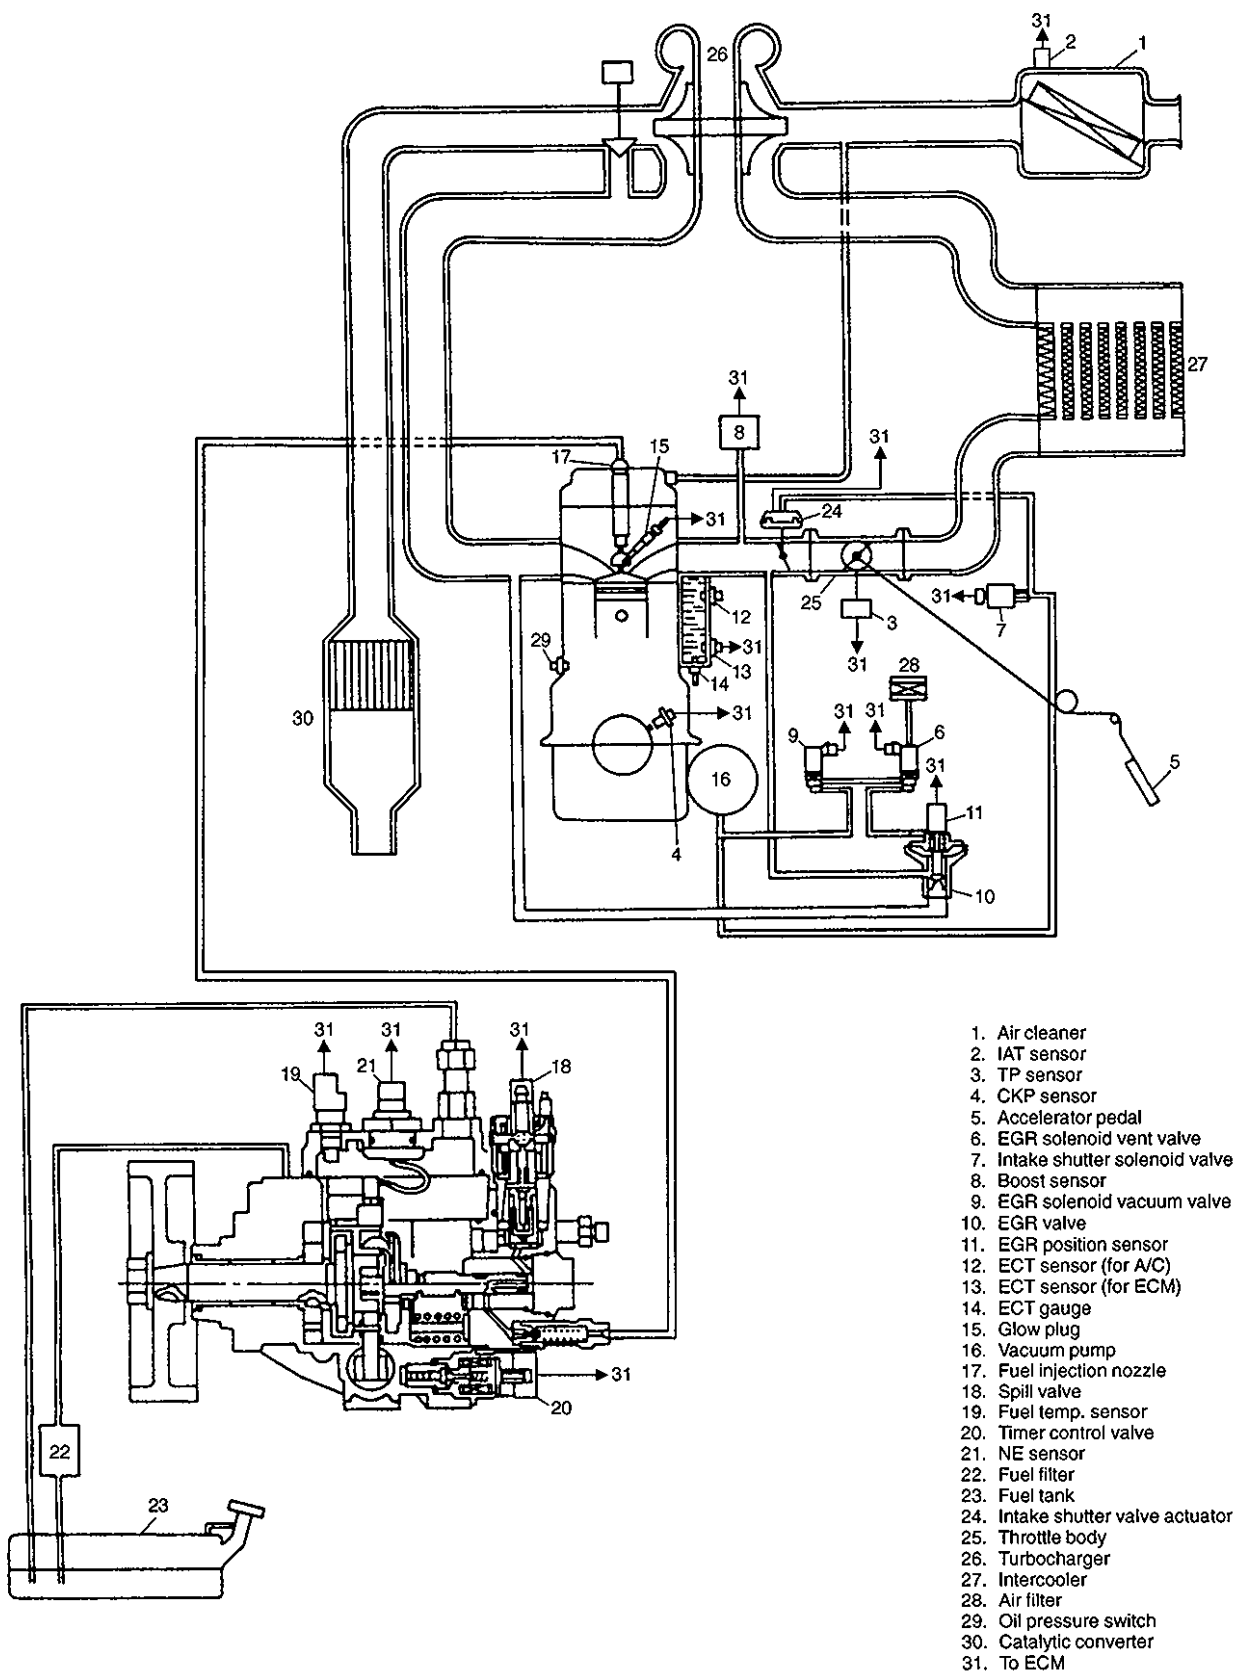 31
2
1
26
27
31
8
31
17
15
31
24
12
25
3
31
7
29
31
13
14
31
28
30
31
31
31
9
6
31
16
5
11
4
10
31
31
31
19
21
18
31
20
22
23
1. Air cleaner
2. IAT sensor
3. TP sensor
4. CKP sensor
5. Accelerator pedal
6. EGR solenoid vent valve
7. Intake shutter solenoid valve
8. Boost sensor
9. EGR solenoid vacuum valve
10. EGR valve
11. EGR position sensor
12. ECT sensor (for A/C)
13. ECT sensor (for ECM)
14. ECT gauge
15. Glow plug
16. Vacuum pump
17. Fuel injection nozzle
18. Spill valve
19. Fuel temp. sensor
20. Timer control valve
21. NE sensor
22. Fuel filter
23. Fuel tank
24. Intake shutter valve actuator
25. Throttle body
26. Turbocharger
27. Intercooler
28. Air filter
29. Oil pressure switch
30. Catalytic converter
31. To ECM